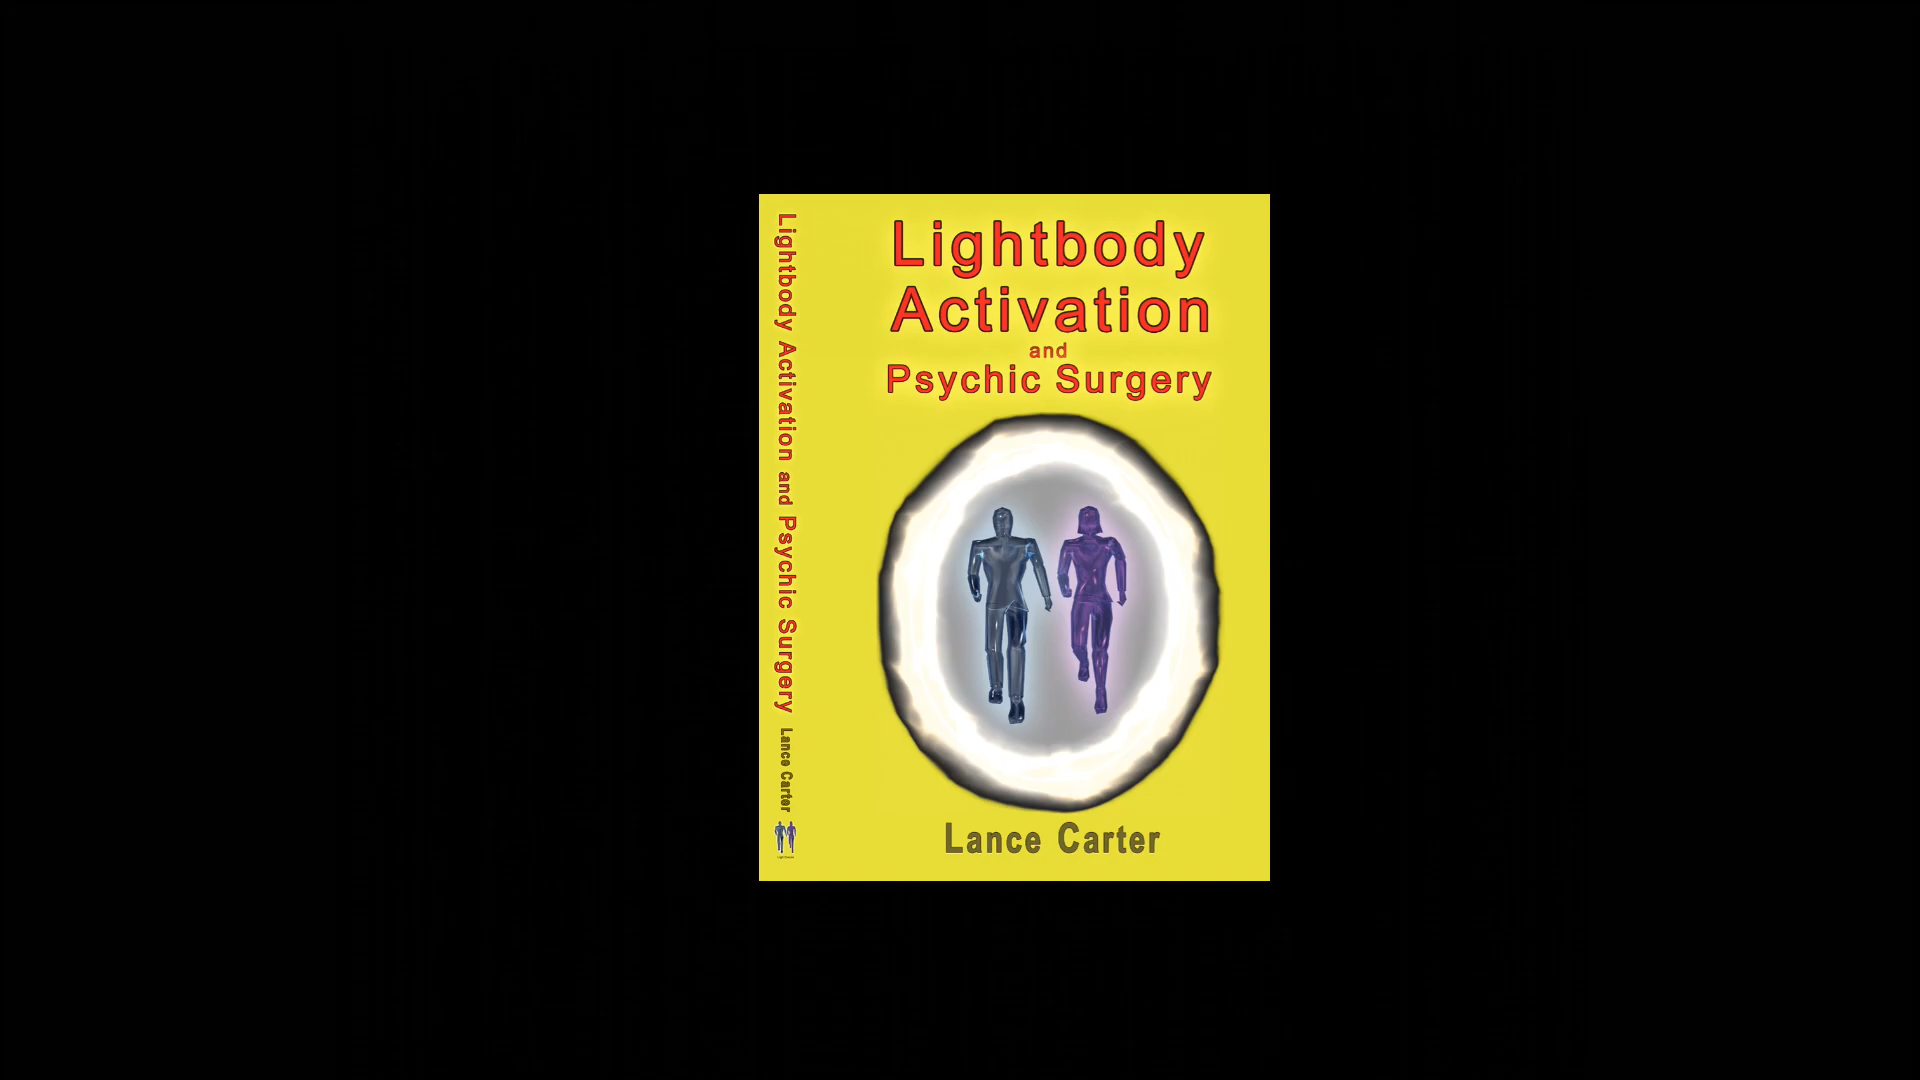 Lightbody Activation and Psychic Surgery Lance Carter
Lightbody
Activation
and
Psychic Surgery
Lance Carter